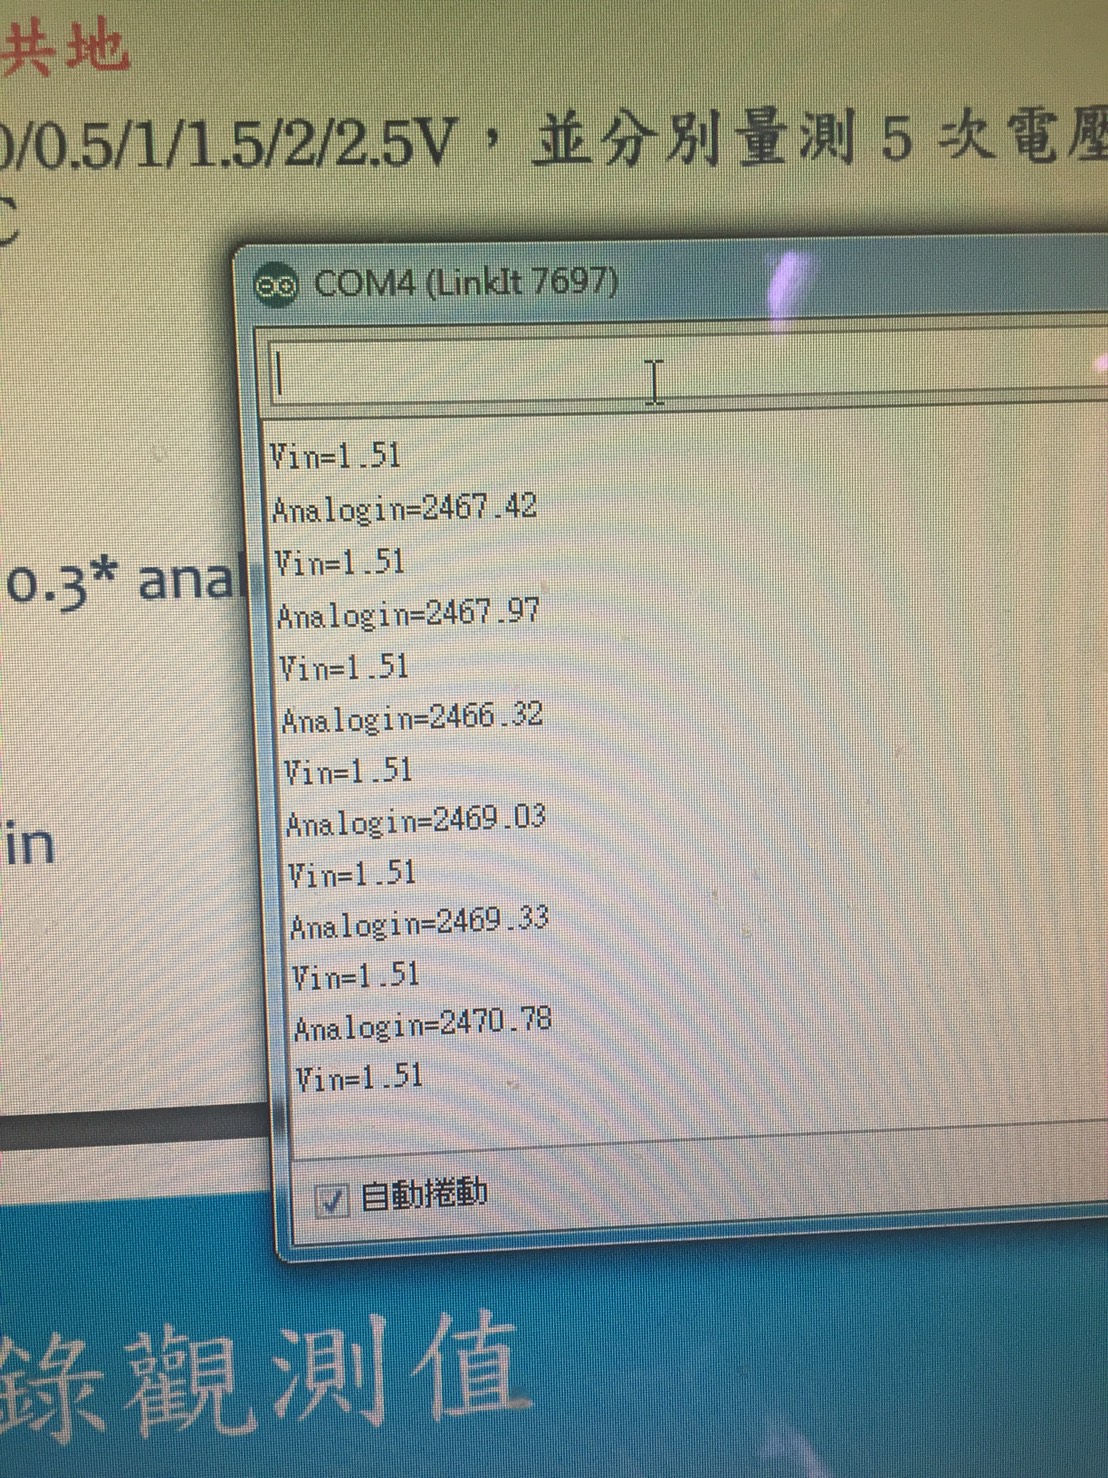 共地
/0.5/1/1.5/2/2.5V，並分別量測 5 次電壓
C
COM4 (LinkIt 7697)
Vin=1.51
Analogin=2467.42
0.3* anal
Vin=1.51
Analogin=2467.97
Vin=1.51
Analogin=2466.32
Vin=1.51
Analogin=2469.03
in
Vin=1.51
Analogin=2469.33
Vin=1.51
Analogin=2470.78
Vin=1.51
自動捲動
錄觀測值